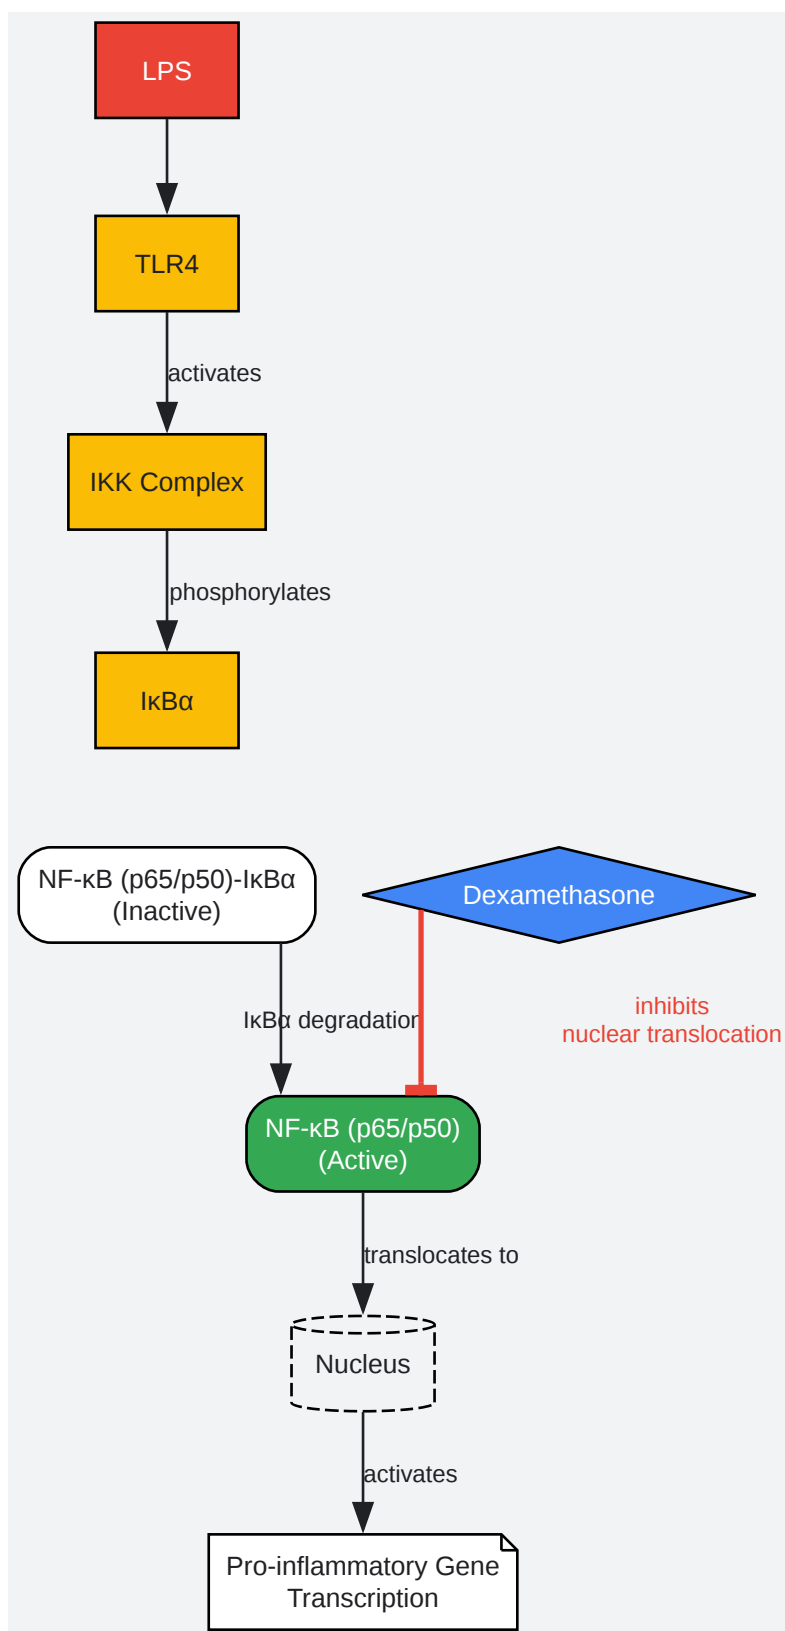 LPS
TLR4
activates
IKK Complex
phosphorylates
IκBα
NF-κB (p65/p50)-IκBα
(Inactive)
Dexamethasone
IκBα degradation
inhibits
nuclear translocation
NF-κB (p65/p50)
(Active)
translocates to
Nucleus
activates
Pro-inflammatory Gene
Transcription